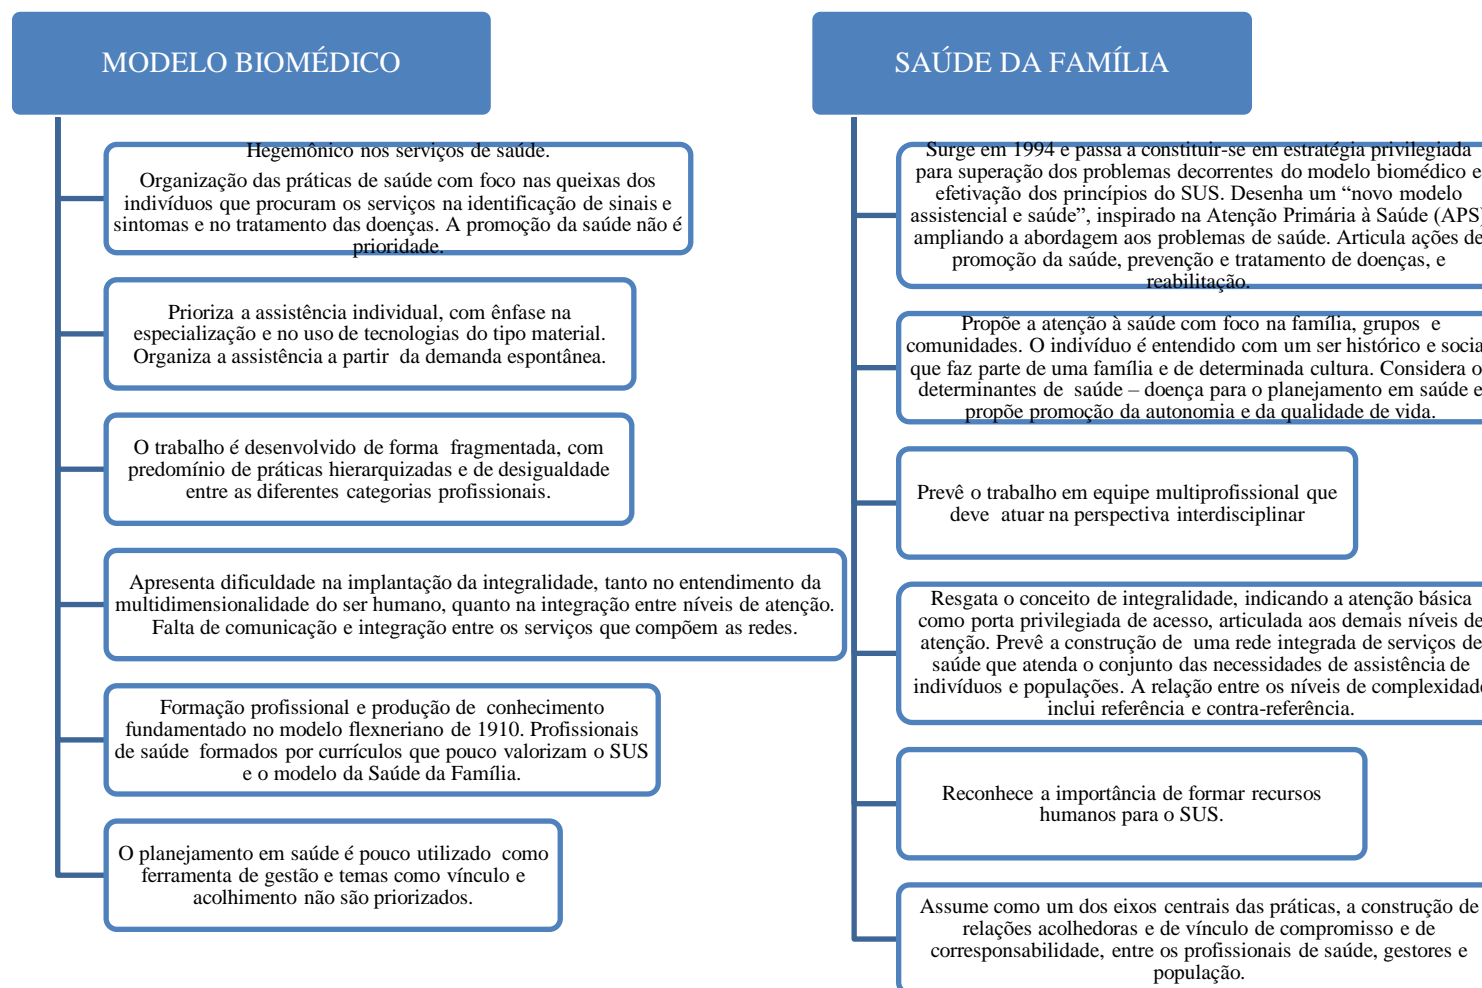 MODELO BIOMÉDICO
Hegemônico nos serviços de saúde.
Organização das práticas de saúde com foco nas queixas dos
indivíduos que procuram os serviços na identificação de sinais e
sintomas e no tratamento das doenças. A promoção da saúde não é
prioridade.
Prioriza a assistência individual, com ênfase na
especialização e no uso de tecnologias do tipo material.
Organiza a assistência a partir da demanda espontânea.
O trabalho é desenvolvido de forma fragmentada, com
predomínio de práticas hierarquizadas e de desigualdade
entre as diferentes categorias profissionais.
Apresenta dificuldade na implantação da integralidade, tanto no entendimento da
multidimensionalidade do ser humano, quanto na integração entre níveis de atenção.
Falta de comunicação e integração entre os serviços que compõem as redes.
Formação profissional e produção de conhecimento
fundamentado no modelo flexneriano de 1910. Profissionais
de saúde formados por currículos que pouco valorizam o SUS
e o modelo da Saúde da Família.
O planejamento em saúde é pouco utilizado como
ferramenta de gestão e temas como vínculo e
acolhimento não são priorizados.
SAÚDE DA FAMÍLIA
Surge em 1994 e passa a constituir-se em estratégia privilegiada
para superação dos problemas decorrentes do modelo biomédico e
efetivação dos princípios do SUS. Desenha um “novo modelo
assistencial e saúde”, inspirado na Atenção Primária à Saúde (APS)
ampliando a abordagem aos problemas de saúde. Articula ações de
promoção da saúde, prevenção e tratamento de doenças, e
reabilitação.
Propõe a atenção à saúde com foco na família, grupos e
comunidades. O indivíduo é entendido com um ser histórico e socia
que faz parte de uma família e de determinada cultura. Considera o
determinantes de saúde – doença para o planejamento em saúde e
propõe promoção da autonomia e da qualidade de vida.
Prevê o trabalho em equipe multiprofissional que
deve atuar na perspectiva interdisciplinar
Resgata o conceito de integralidade, indicando a atenção básica
como porta privilegiada de acesso, articulada aos demais níveis de
atenção. Prevê a construção de uma rede integrada de serviços de
saúde que atenda o conjunto das necessidades de assistência de
indivíduos e populações. A relação entre os níveis de complexidade
inclui referência e contra-referência.
Reconhece a importância de formar recursos
humanos para o SUS.
Assume como um dos eixos centrais das práticas, a construção de
relações acolhedoras e de vínculo de compromisso e de
corresponsabilidade, entre os profissionais de saúde, gestores e
população.